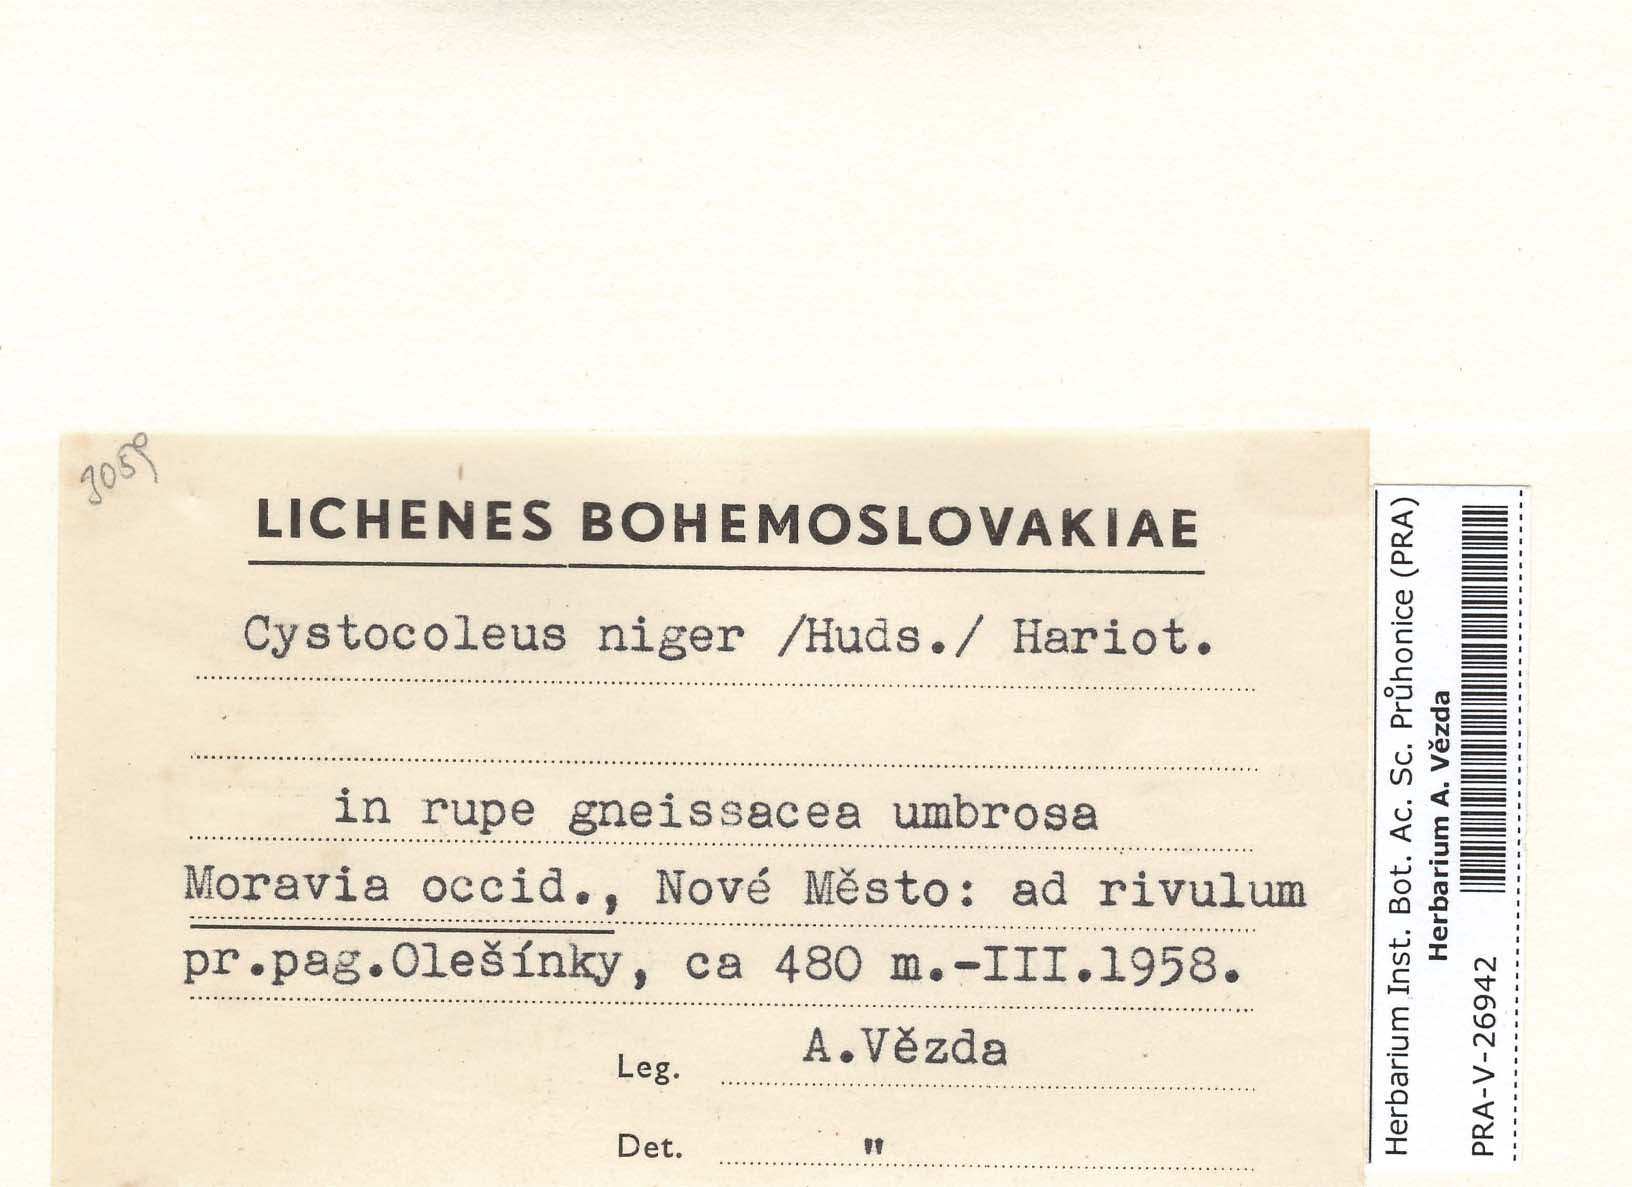 3059
LICHENES BOHEMOSLOVAKIAE
Cystocoleus niger /Huds./ Hariot.
in rupe gneissacea umbrosa
Moravia occid., Nové Město: ad rivulum
pr.pag.Olešínky, ca 480 m.-III.1958.
Leg. A.Vězda
Det. "
Herbarium Inst. Bot. Ac. Sc. Průhonice (PRA)
Herbarium A. Vězda
PRA-V-26942